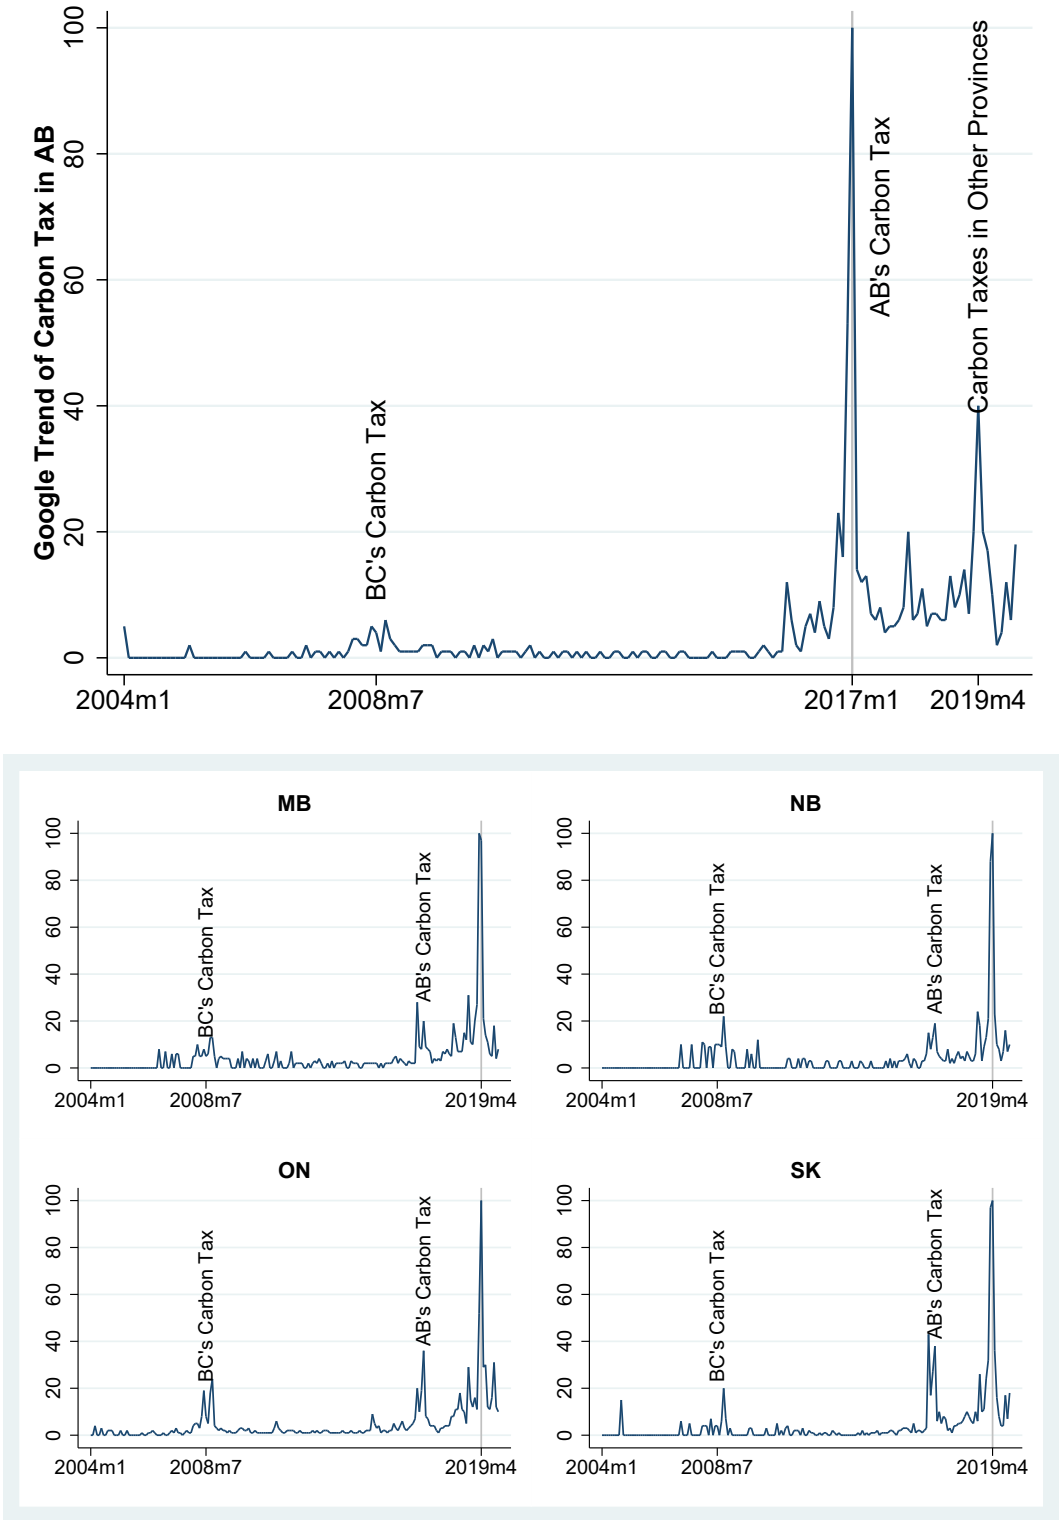 Google Trend of Carbon Tax in AB
100
80
60
40
20
0
BC's Carbon Tax
AB's Carbon Tax
Carbon Taxes in Other Provinces
2004m1
2008m7
2017m1
2019m4
MB
100
80
60
40
20
0
BC's Carbon Tax
AB's Carbon Tax
2004m1
2008m7
2019m4
NB
100
80
60
40
20
0
BC's Carbon Tax
AB's Carbon Tax
2004m1
2008m7
2019m4
ON
100
80
60
40
20
0
BC's Carbon Tax
AB's Carbon Tax
2004m1
2008m7
2019m4
SK
100
80
60
40
20
0
BC's Carbon Tax
AB's Carbon Tax
2004m1
2008m7
2019m4